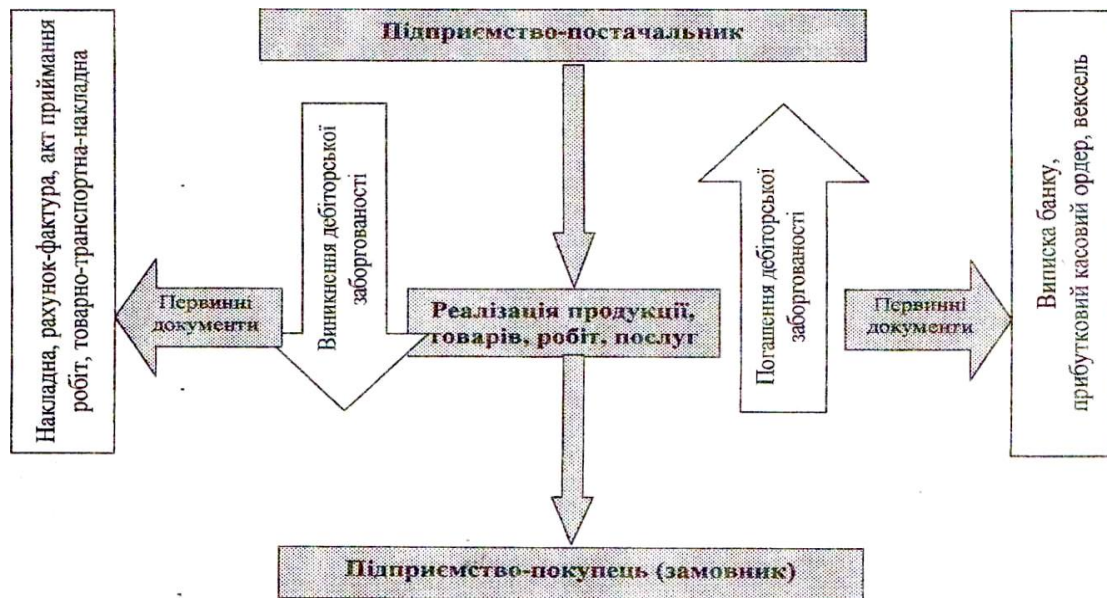 Підприємство-постачальник
Накладна, рахунок-фактура, акт приймання
робіт, товарно-транспортна-накладна
Первинні
документи
Виникнення дебіторської
заборгованості
Реалізація продукції,
товарів, робіт, послуг
Погашення дебіторської
заборгованості
Первинні
документи
Виписка банку,
прибутковий касовий ордер, вексель
Підприємство-покупець (замовник)